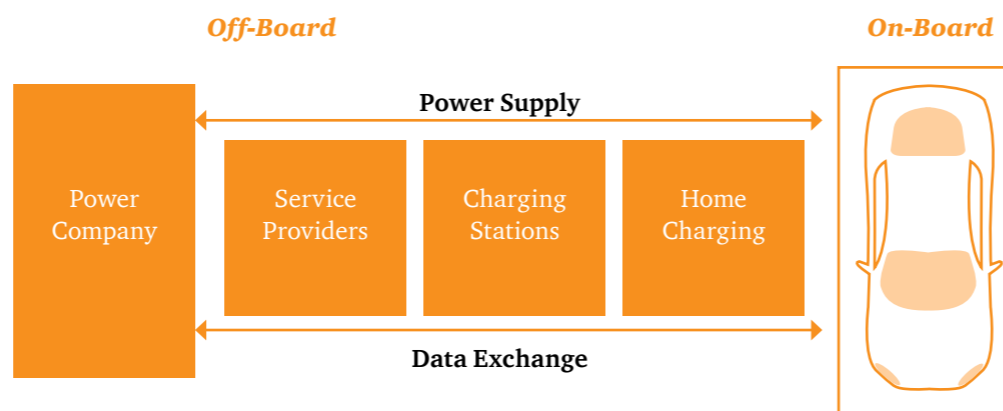 Off-Board
On-Board
Power Supply
Power
Company
Service
Providers
Charging
Stations
Home
Charging
Data Exchange